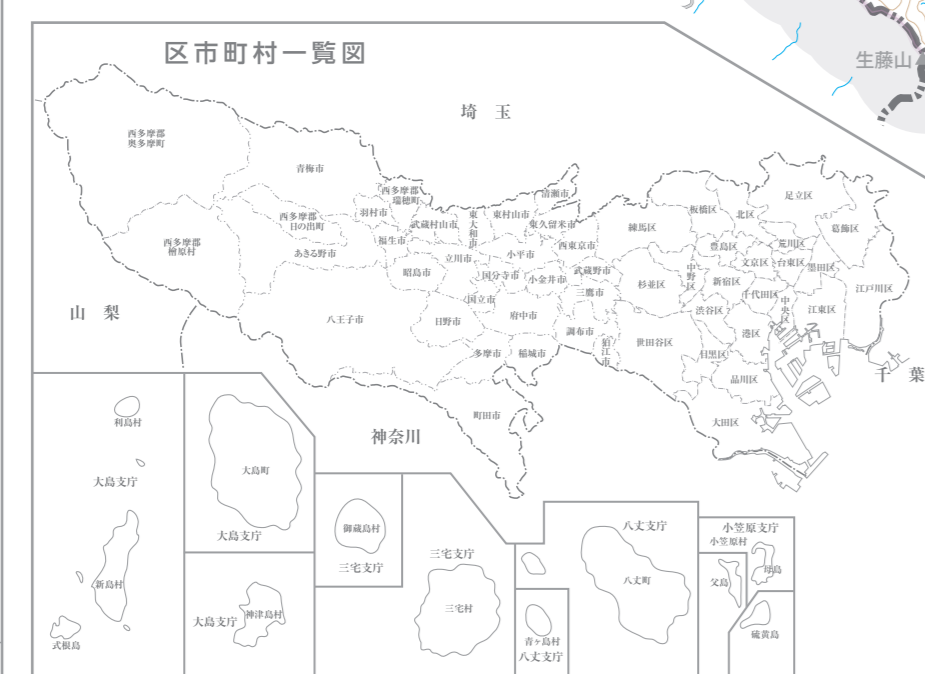 区市町村一覧図
生藤山
埼玉
西多摩郡
奥多摩町
青梅市
西多摩郡
瑞穂町
清瀬市
足立区
羽村市
武蔵村山市
東大和市
東村山市
東久留米市
板橋区
北区
葛飾区
西多摩郡
日の出町
西多摩郡
檜原村
あきる野市
福生市
立川市
小平市
西東京市
練馬区
豊島区
荒川区
文京区
台東区
墨田区
昭島市
国分寺市
小金井市
武蔵野市
三鷹市
杉並区
中野区
新宿区
千代田区
中央区
江東区
江戸川区
国立市
山梨
八王子市
日野市
府中市
調布市
狛江市
世田谷区
渋谷区
港区
目黒区
品川区
多摩市
稲城市
千葉
町田市
大田区
神奈川
利島村
大島支庁
新島村
式根島
大島町
大島支庁
大島支庁
神津島村
御蔵島村
三宅支庁
三宅支庁
三宅村
八丈支庁
八丈町
青ヶ島村
八丈支庁
小笠原支庁
小笠原村
父島
母島
硫黄島